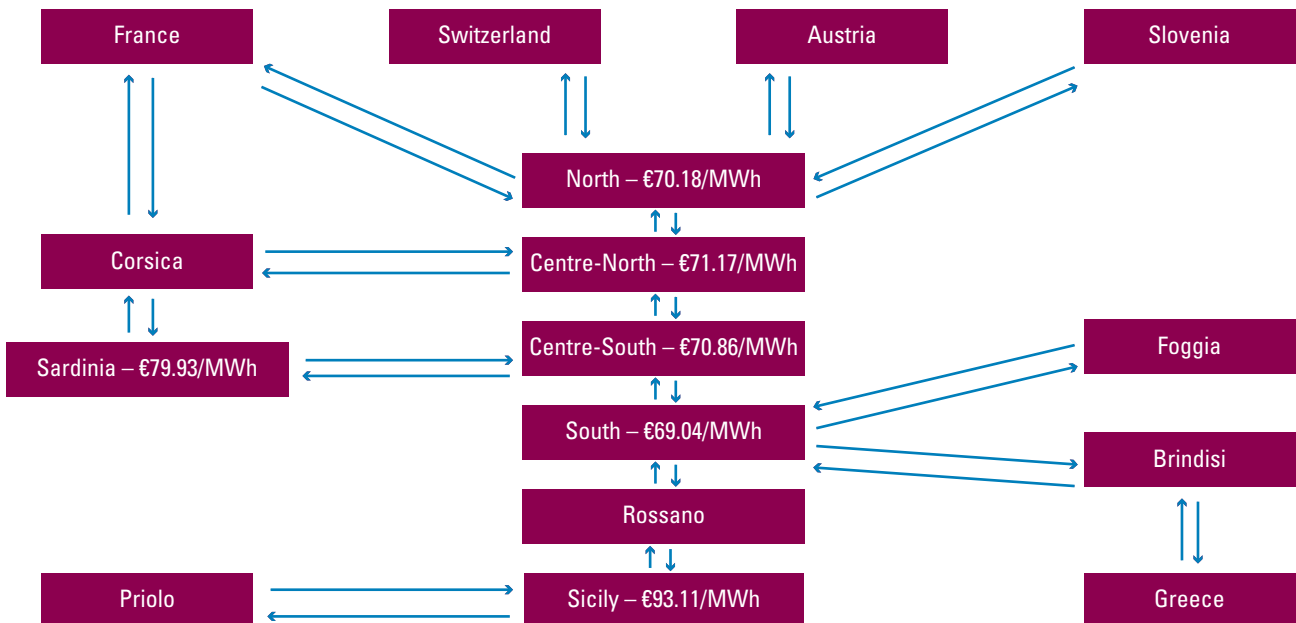 France
Switzerland
Austria
Slovenia
North – €70.18/MWh
Corsica
Centre-North – €71.17/MWh
Sardinia – €79.93/MWh
Centre-South – €70.86/MWh
Foggia
South – €69.04/MWh
Brindisi
Rossano
Priolo
Sicily – €93.11/MWh
Greece